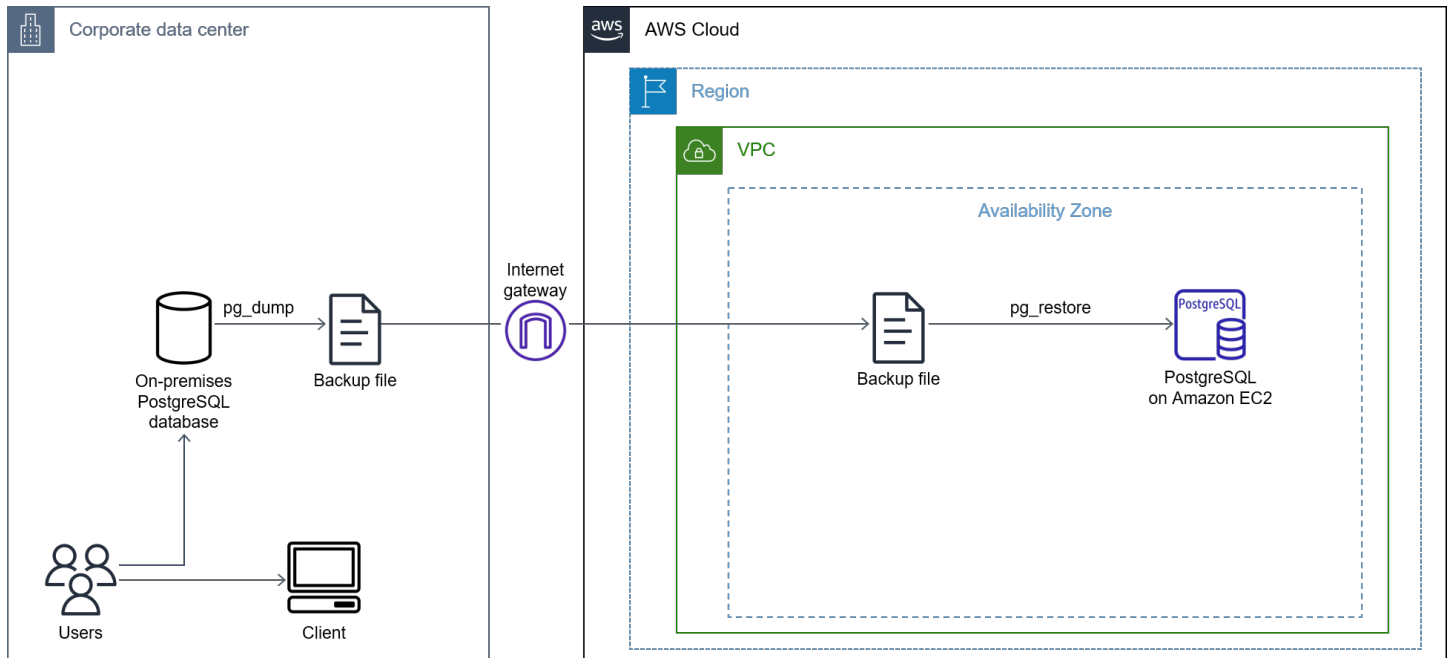 Corporate data center
aws
AWS Cloud
Region
VPC
Availability Zone
Internet
gateway
pg_dump
pg_restore
PostgreSQL
On-premises
PostgreSQL
database
Backup file
Backup file
PostgreSQL
on Amazon EC2
Users
Client